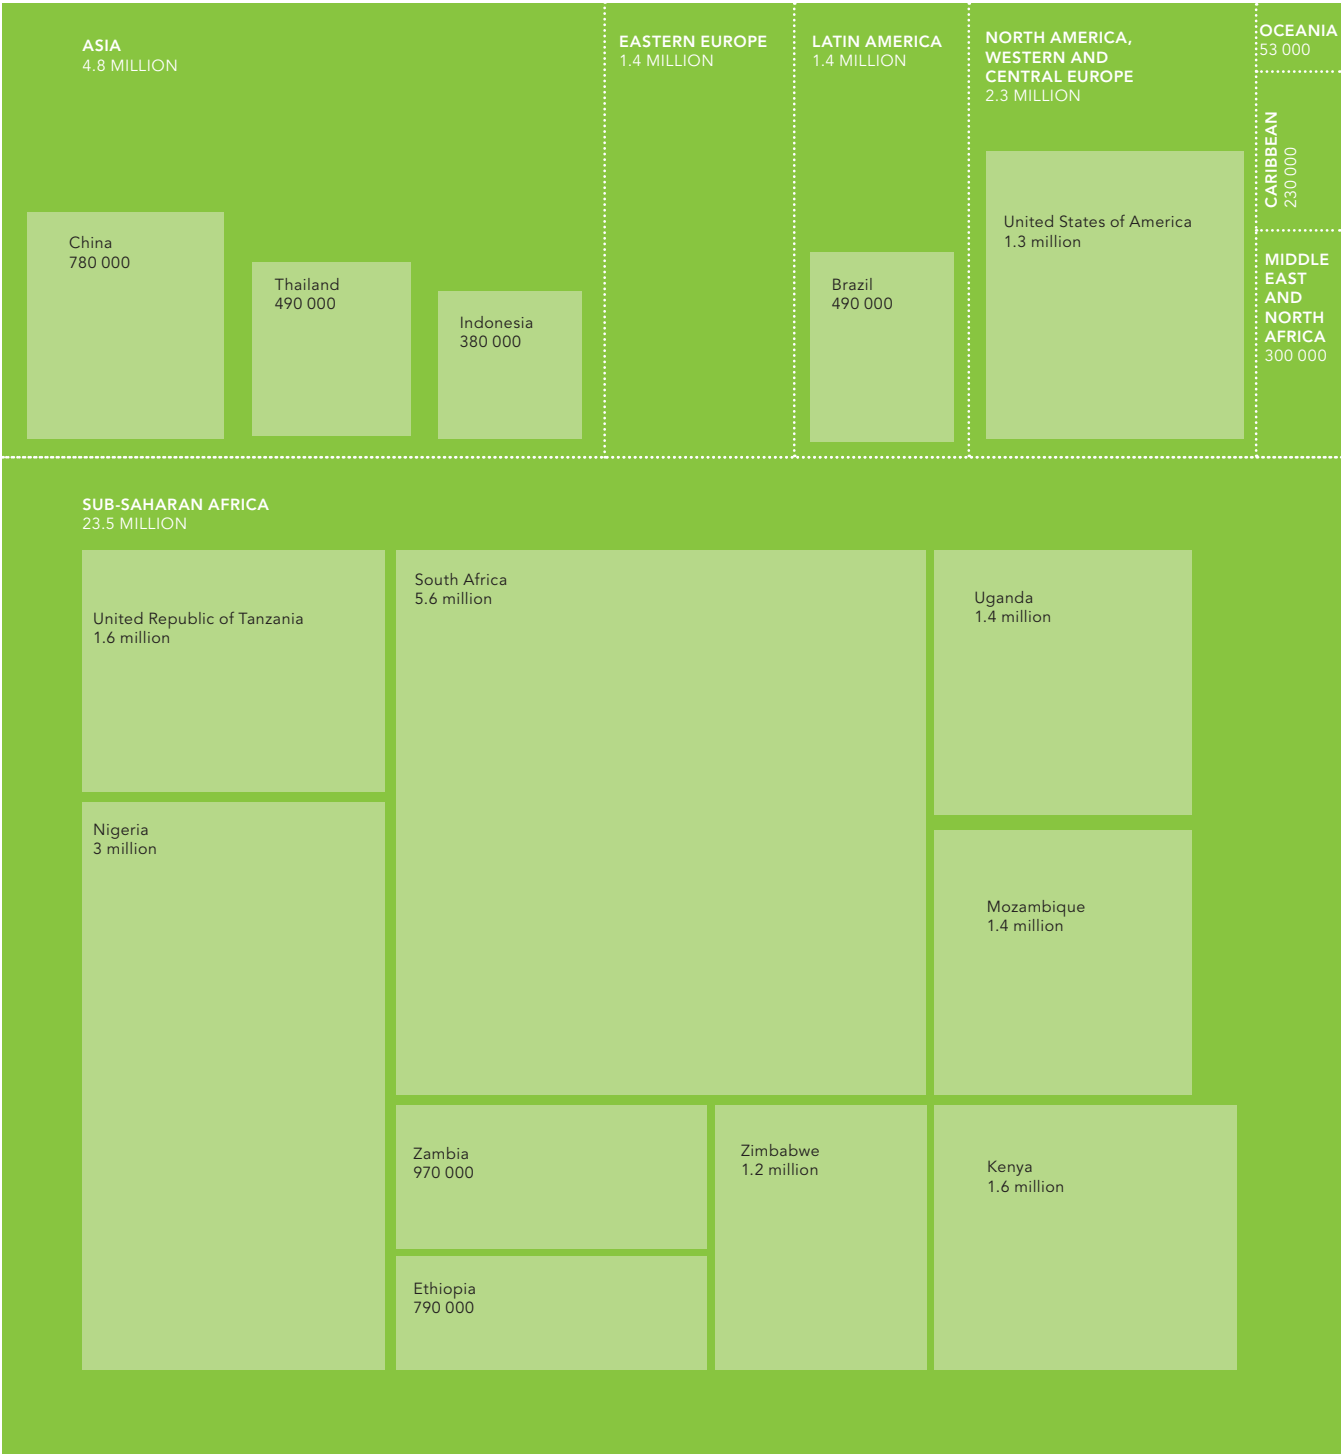 ASIA
4.8 MILLION
EASTERN EUROPE
1.4 MILLION
LATIN AMERICA
1.4 MILLION
NORTH AMERICA,
WESTERN AND
CENTRAL EUROPE
2.3 MILLION
OCEANIA
53 000
CARIBBEAN
230 000
MIDDLE
EAST
AND
NORTH
AFRICA
300 000
China
780 000
Thailand
490 000
Indonesia
380 000
Brazil
490 000
United States of America
1.3 million
SUB-SAHARAN AFRICA
23.5 MILLION
United Republic of Tanzania
1.6 million
South Africa
5.6 million
Uganda
1.4 million
Nigeria
3 million
Mozambique
1.4 million
Zambia
970 000
Zimbabwe
1.2 million
Kenya
1.6 million
Ethiopia
790 000